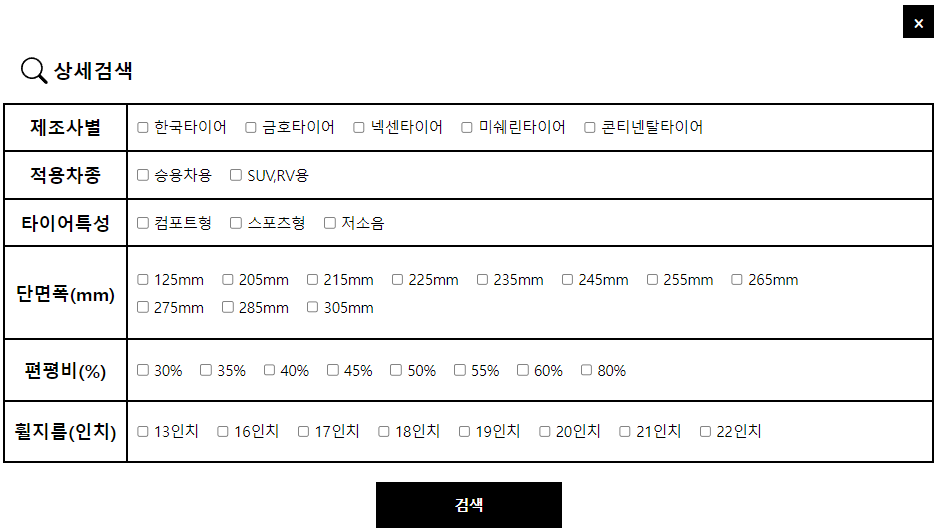 ×
상세검색
제조사별 한국타이어 금호타이어 넥센타이어 미쉐린타이어 콘티넨탈타이어
적용차종 승용차용 SUV,RV용
타이어특성 컴포트형 스포츠형 저소음
단면폭(mm) 125mm 205mm 215mm 225mm 235mm 245mm 255mm 265mm
275mm 285mm 305mm
편평비(%) 30% 35% 40% 45% 50% 55% 60% 80%
휠지름(인치) 13인치 16인치 17인치 18인치 19인치 20인치 21인치 22인치
검색